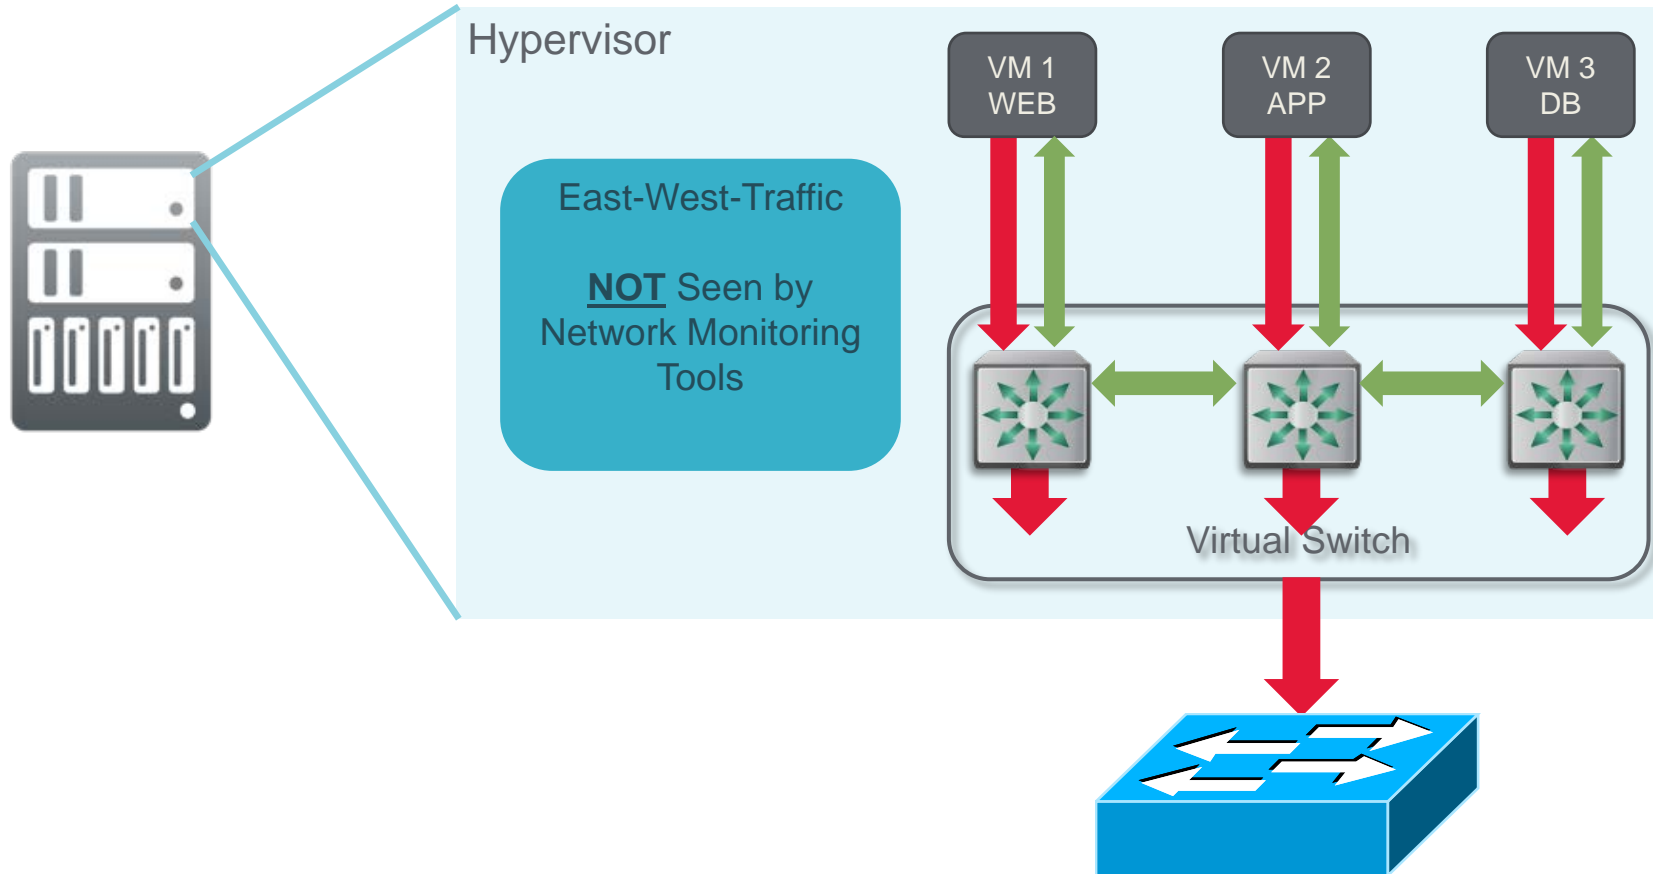 Hypervisor
VM 1
WEB
VM 2
APP
VM 3
DB
East-West-Traffic
NOT Seen by
Network Monitoring
Tools
Virtual Switch